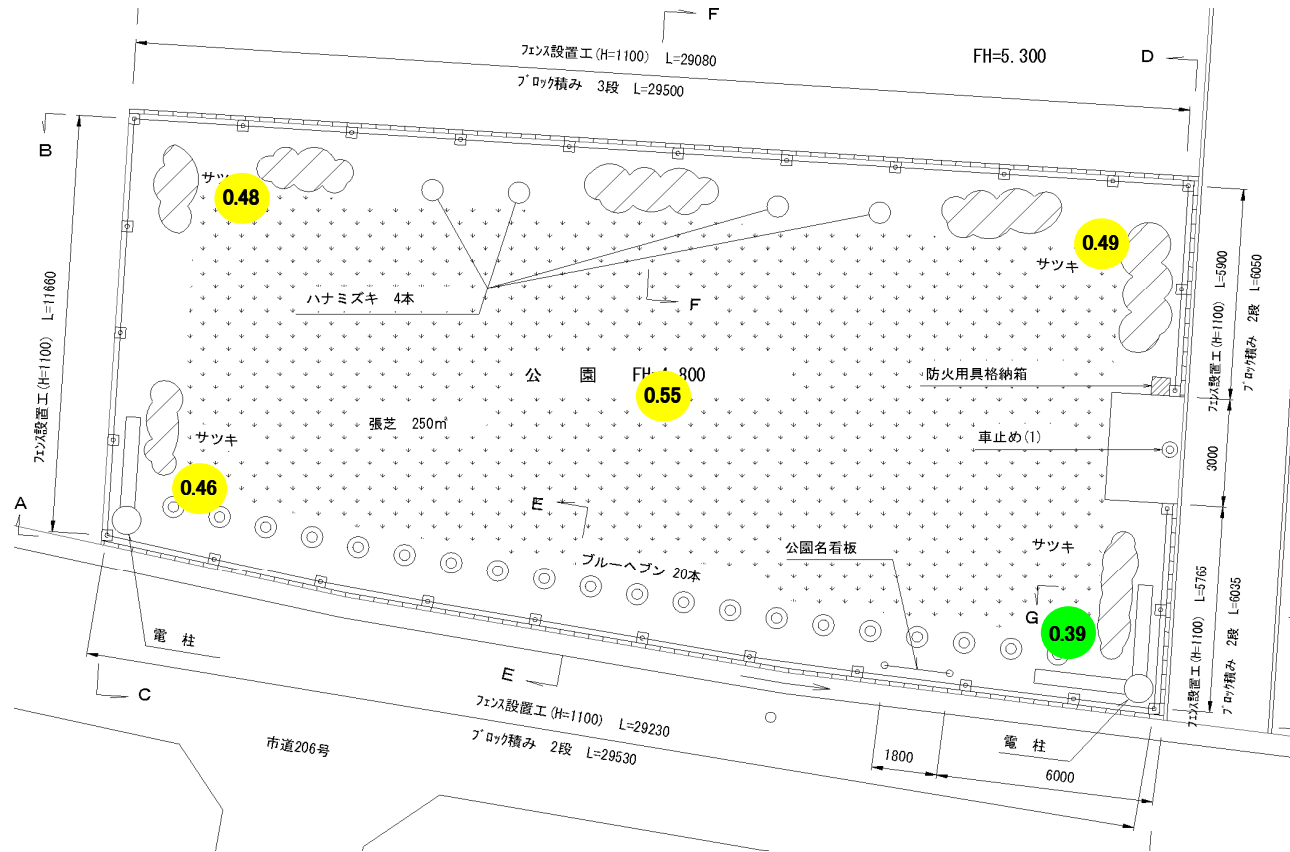 F
フェンス設置工(H=1100) L=29080
FH=5.300
D
ブロック積み 3段 L=29500
B
サツ
0.48
0.49
サツキ
フェンス設置工(H=1100) L=5900
ブロック積み 2段 L=6050
フェンス設置工(H=1100) L=11660
ハナミズキ 4本
F
公 園 FH=4.800
0.55
防火用具格納箱
張芝 250㎡
サツキ
車止め(1)
3000
0.46
A
E
公園名看板
サツキ
ブルーヘブン 20本
G
0.39
フェンス設置工(H=1100) L=5765
ブロック積み 2段 L=6035
電 柱
E
C
フェンス設置工(H=1100) L=29230
ブロック積み 2段 L=29530
市道206号
電 柱
1800
6000